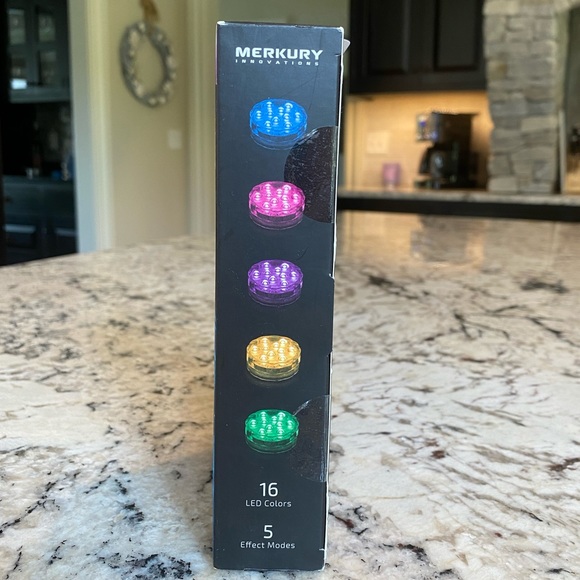 MERKURY
INNOVATIONS
16
LED Colors
5
Effect Modes